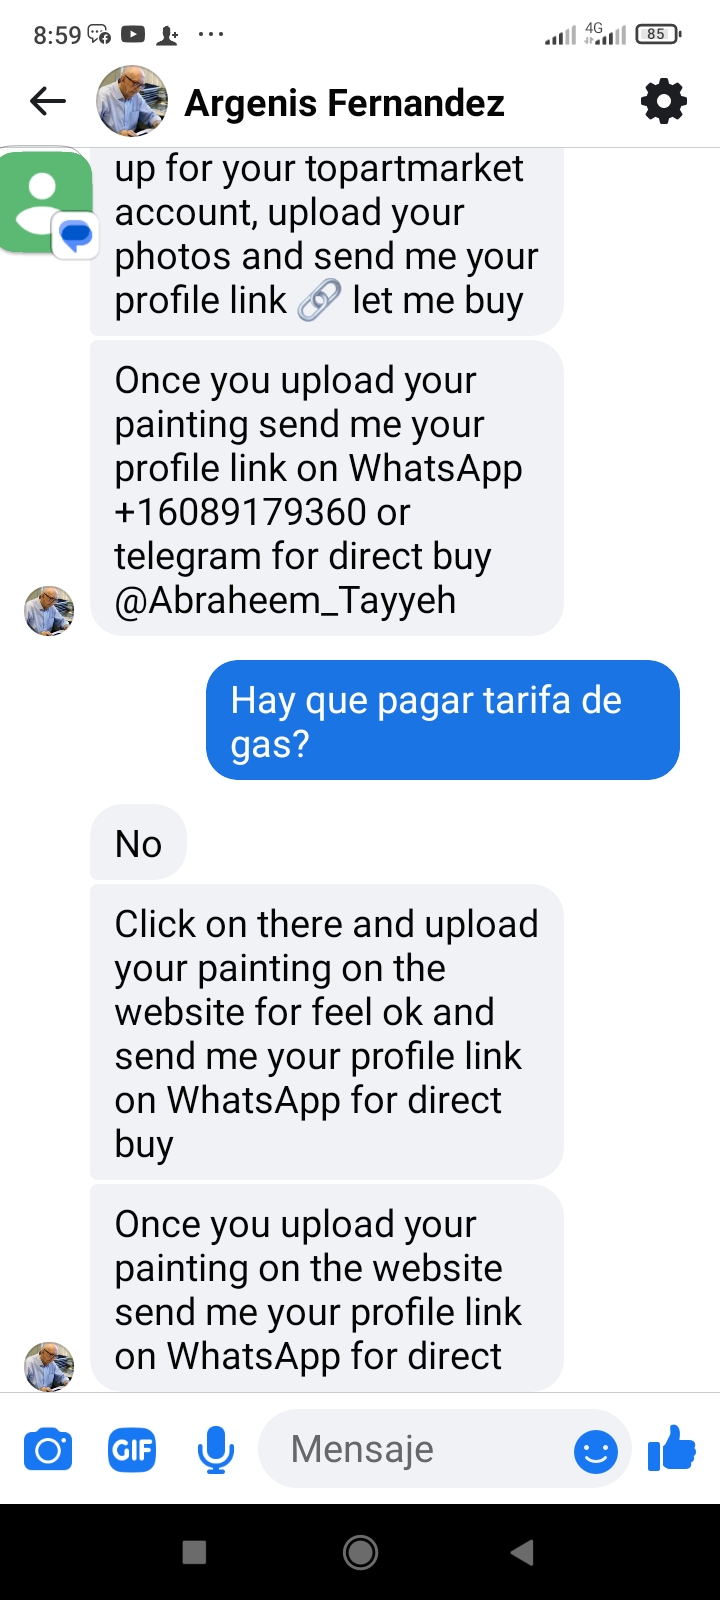 8:59
4G
85
Argenis Fernandez
up for your topartmarket
account, upload your
photos and send me your
profile link 🔗 let me buy
Once you upload your
painting send me your
profile link on WhatsApp
+16089179360 or
telegram for direct buy
@Abraheem_Tayyeh
Hay que pagar tarifa de
gas?
No
Click on there and upload
your painting on the
website for feel ok and
send me your profile link
on WhatsApp for direct
buy
Once you upload your
painting on the website
send me your profile link
on WhatsApp for direct
GIF
Mensaje